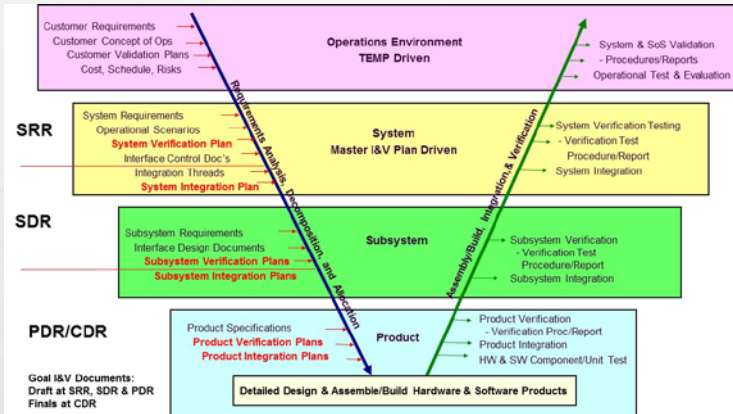 Customer Requirements
Customer Concept of Ops
Customer Validation Plans
Cost, Schedule, Risks
Operations Environment
TEMP Driven
System & SoS Validation
- Procedures/Reports
Operational Test & Evaluation
SRR
System Requirements
Operational Scenarios
System Verification Plan
Interface Control Doc's
Integration Threads
System Integration Plan
System
Master I&V Plan Driven
System Verification Testing
- Verification Test
Procedure/Report
System Integration
Requirements Analysis, Decomposition, and Allocation
Assembly/Build, Integration,& Verification
SDR
Subsystem Requirements
Interface Design Documents
Subsystem Verification Plans
Subsystem Integration Plans
Subsystem
Subsystem Verification
- Verification Test
Procedure/Report
Subsystem Integration
PDR/CDR
Product Specifications
Product Verification Plans
Product Integration Plans
Product
Product Verification
- Verification Proc/Report
Product Integration
HW & SW Component/Unit Test
Goal I&V Documents:
Draft at SRR, SDR & PDR
Finals at CDR
Detailed Design & Assemble/Build Hardware & Software Products